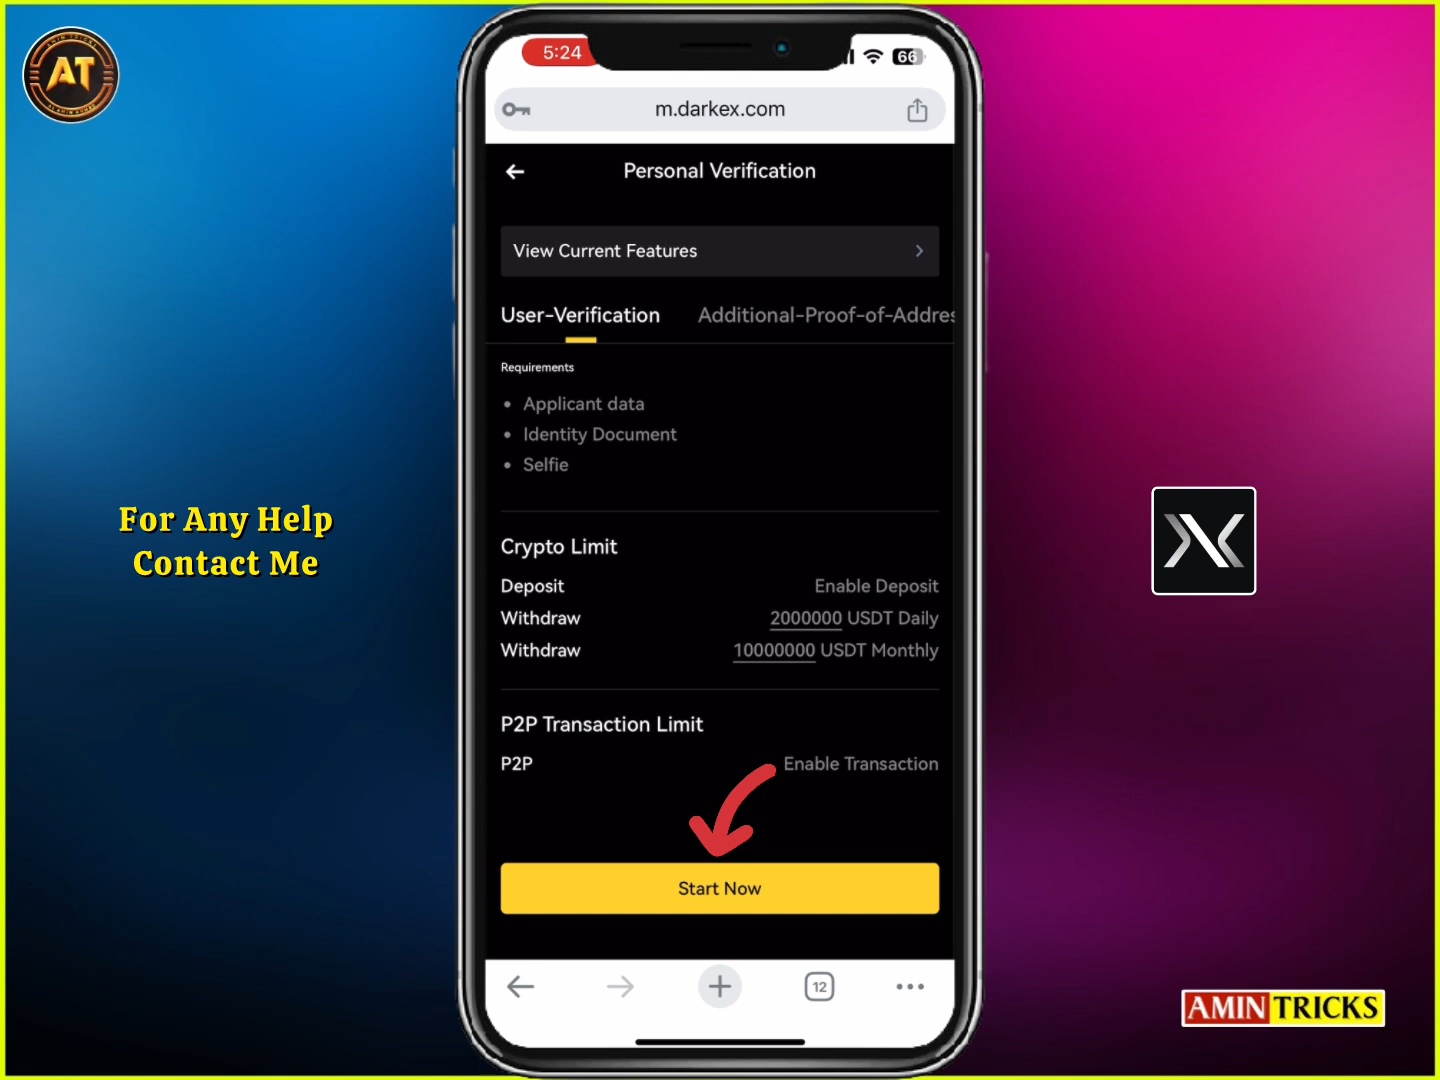 AT
5:24
66
m.darkex.com
Personal Verification
View Current Features
User-Verification
Additional-Proof-of-Addres
Requirements
• Applicant data
• Identity Document
• Selfie
Crypto Limit
Deposit Enable Deposit
Withdraw 2000000 USDT Daily
Withdraw 10000000 USDT Monthly
P2P Transaction Limit
P2P Enable Transaction
Start Now
12
For Any Help
Contact Me
AMIN TRICKS